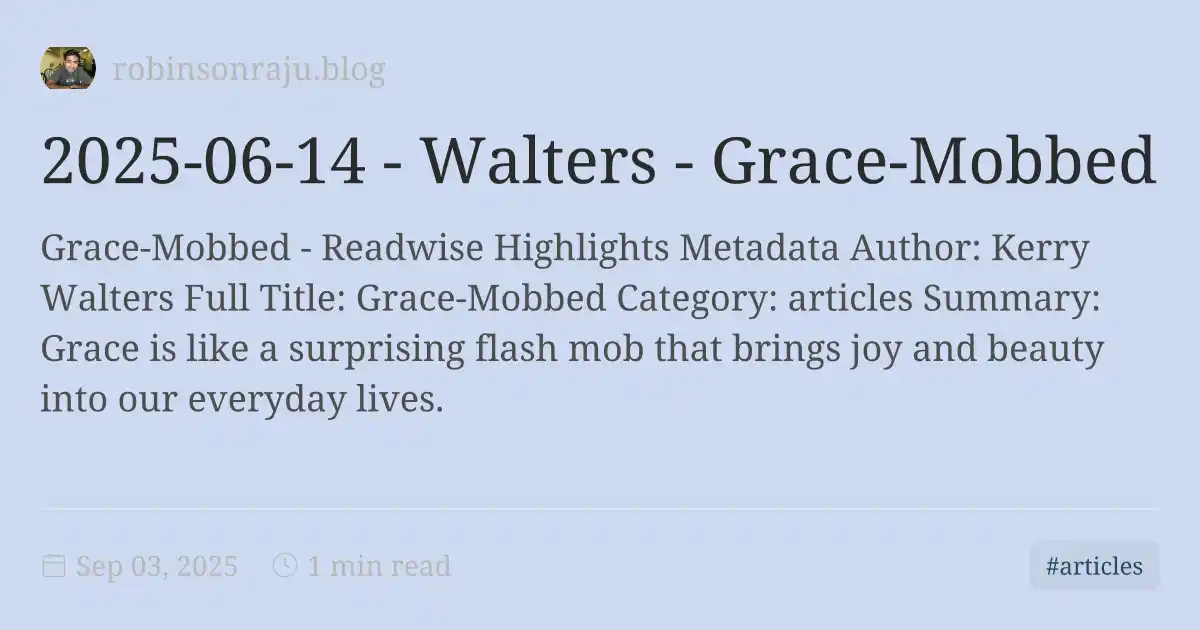 robinsonraju.blog
2025-06-14 - Walters - Grace-Mobbed
Grace-Mobbed - Readwise Highlights Metadata Author: Kerry
Walters Full Title: Grace-Mobbed Category: articles Summary:
Grace is like a surprising flash mob that brings joy and beauty
into our everyday lives.
Sep 03, 2025 1 min read #articles